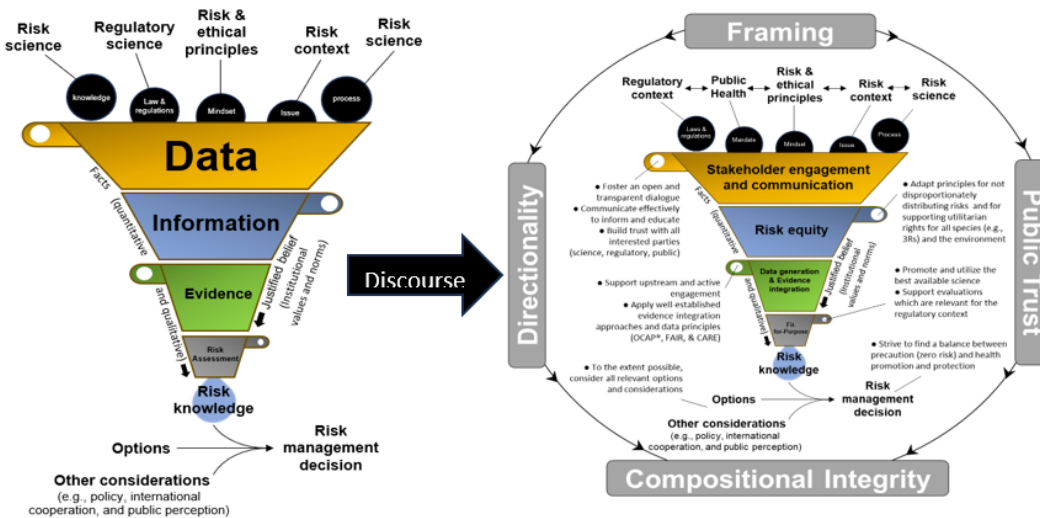 Risk
science
Regulatory
science
Risk &
ethical
principles
Risk
context
Risk
science
knowledge
Law &
regulations
Mindset
Issue
process
Data
Information
Evidence
Risk
Assessment
Facts
(quantitative
and qualitative)
Justified belief
(Institutional
values and norms)
Risk
knowledge
Options
Other considerations
(e.g., policy, international
cooperation, and public perception)
Risk
management
decision
Discourse
Framing
Directionality
Public Trust
Compositional Integrity
Regulatory
context
Public
Health
Risk &
ethical
principles
Risk
context
Risk
science
Laws &
regulations
Mandate
Mindset
Issue
Process
Stakeholder engagement
and communication
Risk equity
Data generation
& Evidence
integration
Fit
for-Purpose
Facts
(quantitative
and qualitative)
Justified belief
(Institutional
values and norms)
● Foster an open and
transparent dialogue
● Communicate effectively
to inform and educate
● Build trust with all
interested parties
(science, regulatory, public)
● Support upstream and active
engagement
● Apply well-established
evidence integration
approaches and data principles
(OCAP®, FAIR, & CARE)
● To the extent possible,
consider all relevant options
and considerations
● Adapt principles for not
disproportionately
distributing risks and for
supporting utilitarian
rights for all species (e.g.,
3Rs) and the environment
● Promote and utilize the
best available science
● Support evaluations
which are relevant for the
regulatory context
● Strive to find a balance between
precaution (zero risk) and health
promotion and protection
Risk
knowledge
Options
Other considerations
(e.g., policy, international
cooperation, and public perception)
Risk
management
decision